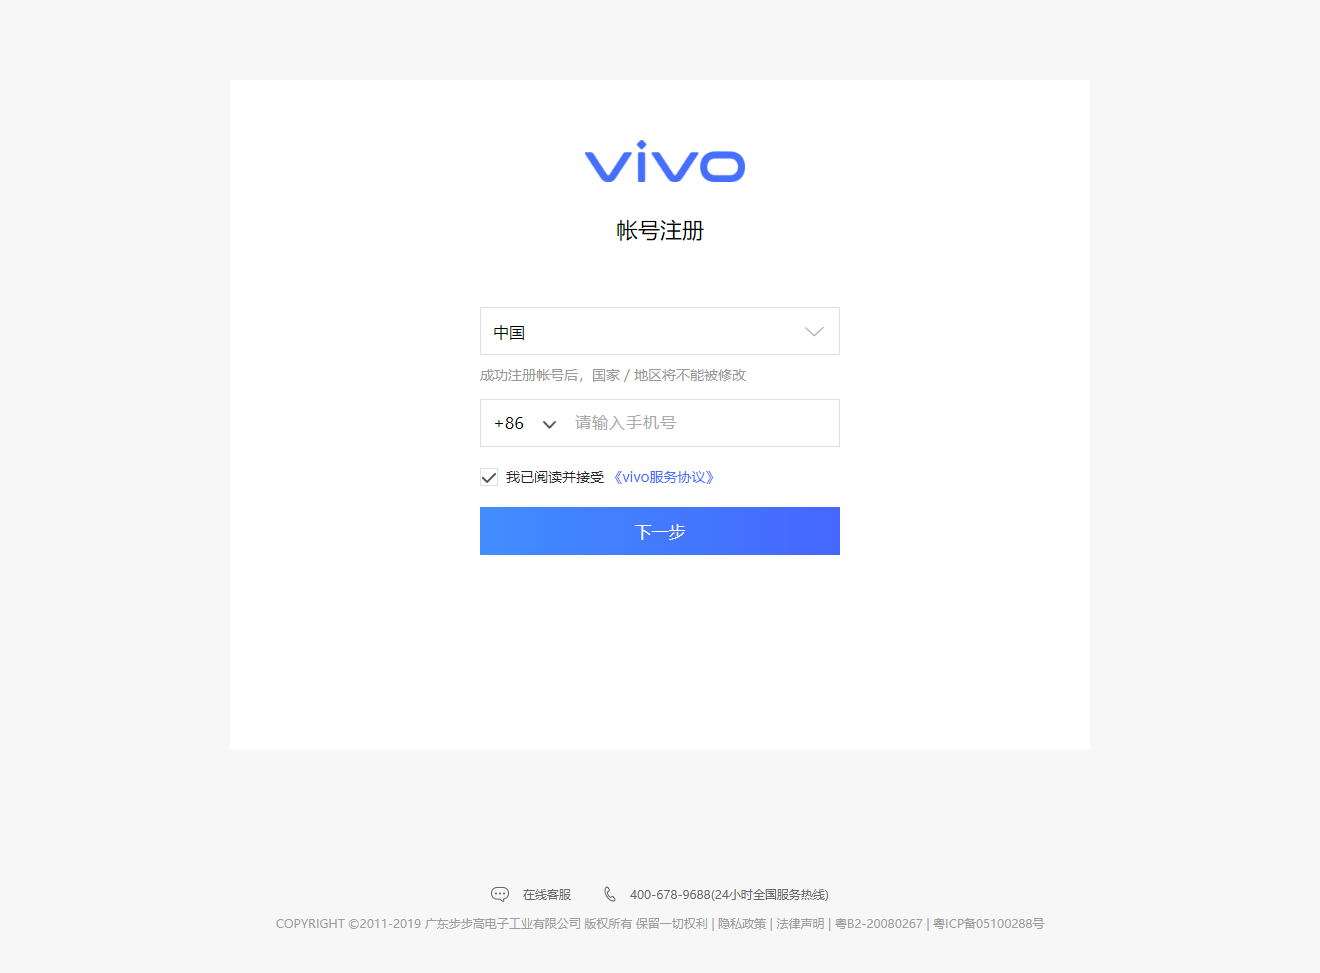 vivo
帐号注册
中国
成功注册帐号后，国家 / 地区将不能被修改
+86 请输入手机号
我已阅读并接受 《vivo服务协议》
下一步
在线客服 400-678-9688(24小时全国服务热线)
COPYRIGHT ©2011-2019 广东步步高电子工业有限公司 版权所有 保留一切权利 | 隐私政策 | 法律声明 | 粤B2-20080267 | 粤ICP备05100288号